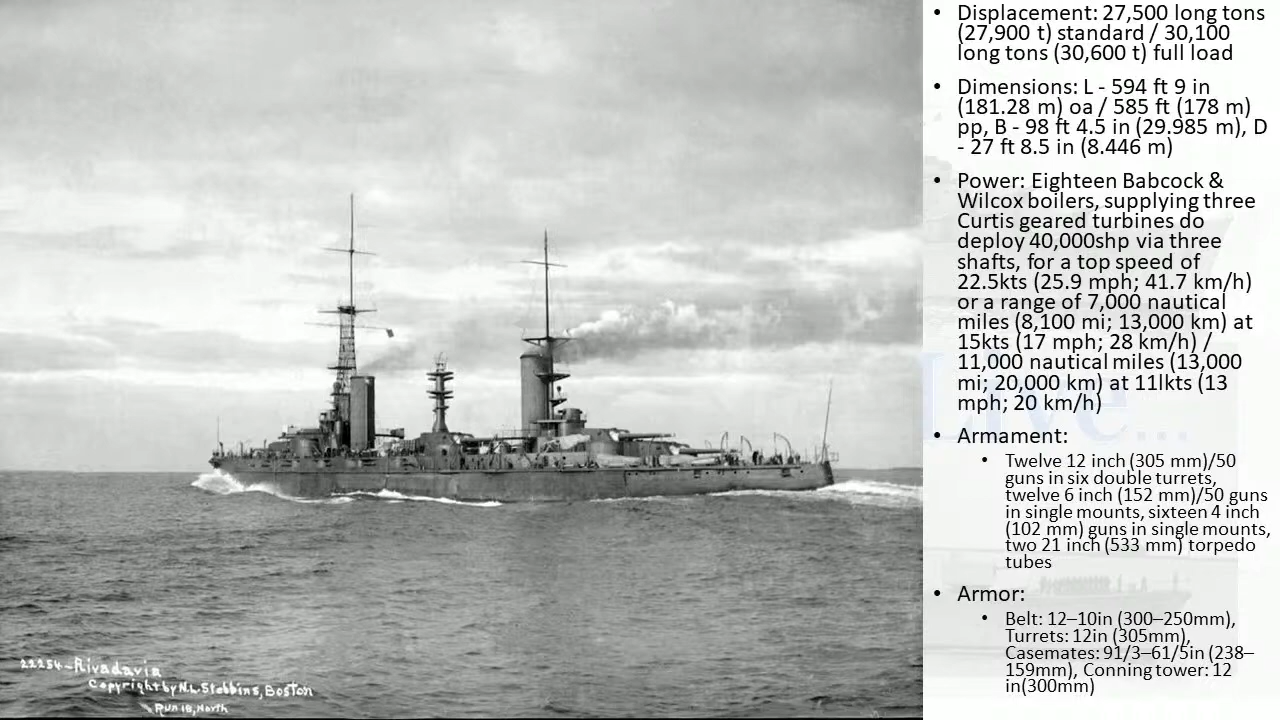 • Displacement: 27,500 long tons
(27,900 t) standard / 30,100
long tons (30,600 t) full load
• Dimensions: L - 594 ft 9 in
(181.28 m) oa / 585 ft (178 m)
pp, B - 98 ft 4.5 in (29.985 m), D
- 27 ft 8.5 in (8.446 m)
• Power: Eighteen Babcock &
Wilcox boilers, supplying three
Curtis geared turbines do
deploy 40,000shp via three
shafts, for a top speed of
22.5kts (25.9 mph; 41.7 km/h)
or a range of 7,000 nautical
miles (8,100 mi; 13,000 km) at
15kts (17 mph; 28 km/h) /
11,000 nautical miles (13,000
mi; 20,000 km) at 11lkts (13
mph; 20 km/h)
• Armament:
• Twelve 12 inch (305 mm)/50
guns in six double turrets,
twelve 6 inch (152 mm)/50 guns
in single mounts, sixteen 4 inch
(102 mm) guns in single mounts,
two 21 inch (533 mm) torpedo
tubes
• Armor:
• Belt: 12–10in (300–250mm),
Turrets: 12in (305mm),
Casemates: 91/3–61/5in (238–
159mm), Conning tower: 12
in(300mm)
Live...
22254-Rivadavia
Copyright by N.L. Stebbins, Boston
Run 18, North